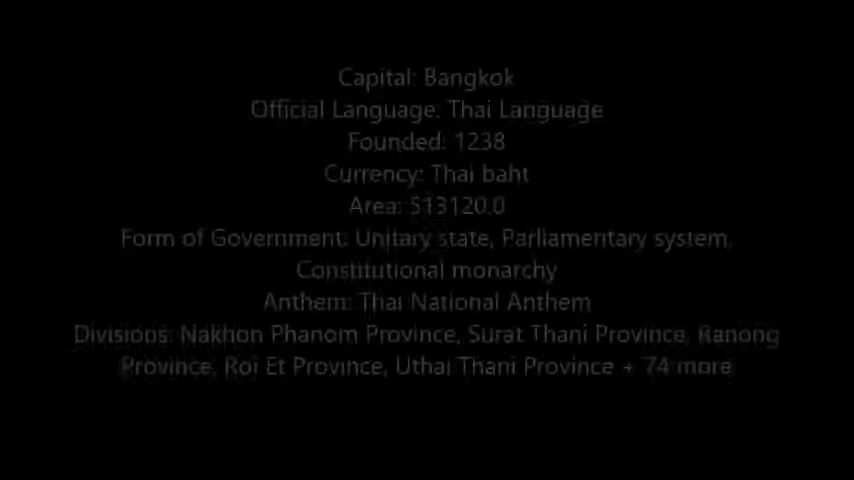 Capital: Bangkok
Official Language: Thai Language
Founded: 1238
Currency: Thai baht
Area: 513120.0
Form of Government: Unitary state, Parliamentary system,
Constitutional monarchy
Anthem: Thai National Anthem
Divisions: Nakhon Phanom Province, Surat Thani Province, Ranong
Province, Roi Et Province, Uthai Thani Province + 74 more